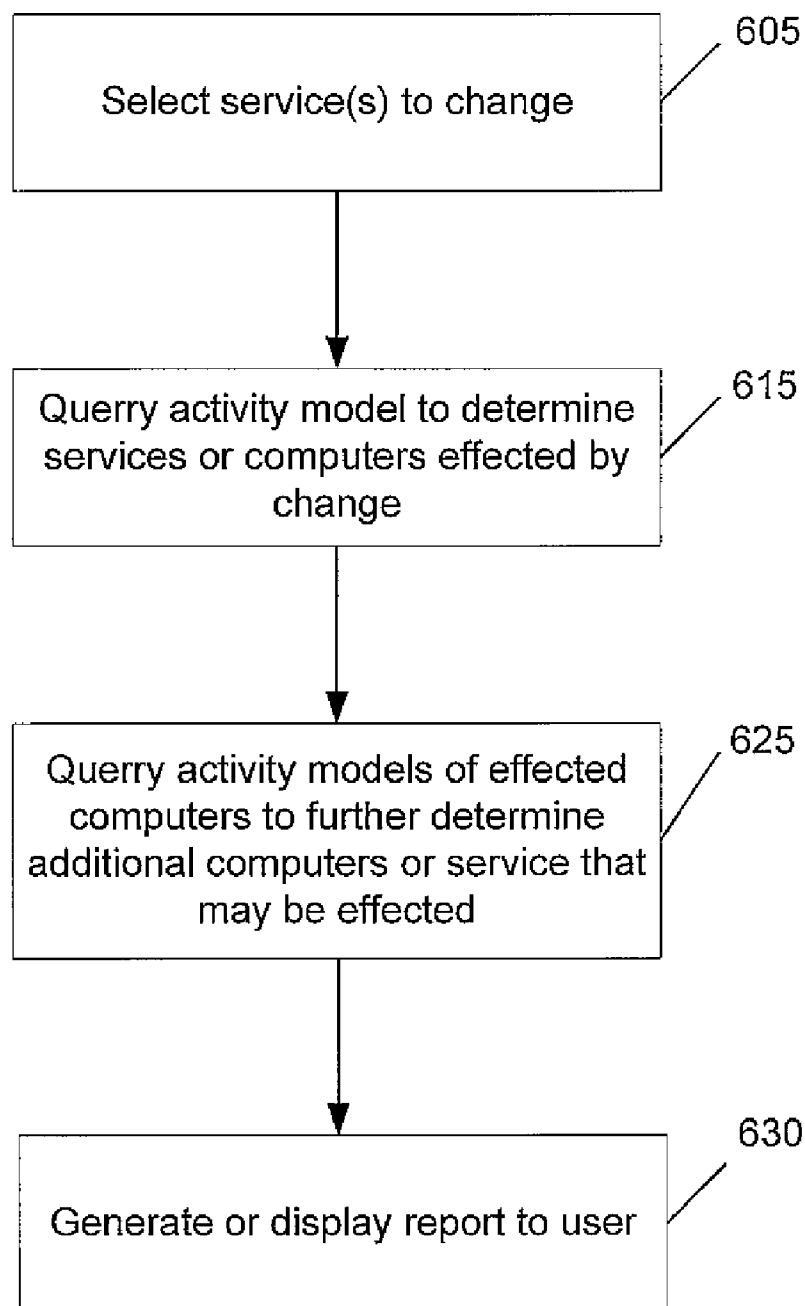 605
Select service(s) to change
615
Querry activity model to determine
services or computers effected by
change
625
Querry activity models of effected
computers to further determine
additional computers or service that
may be effected
630
Generate or display report to user